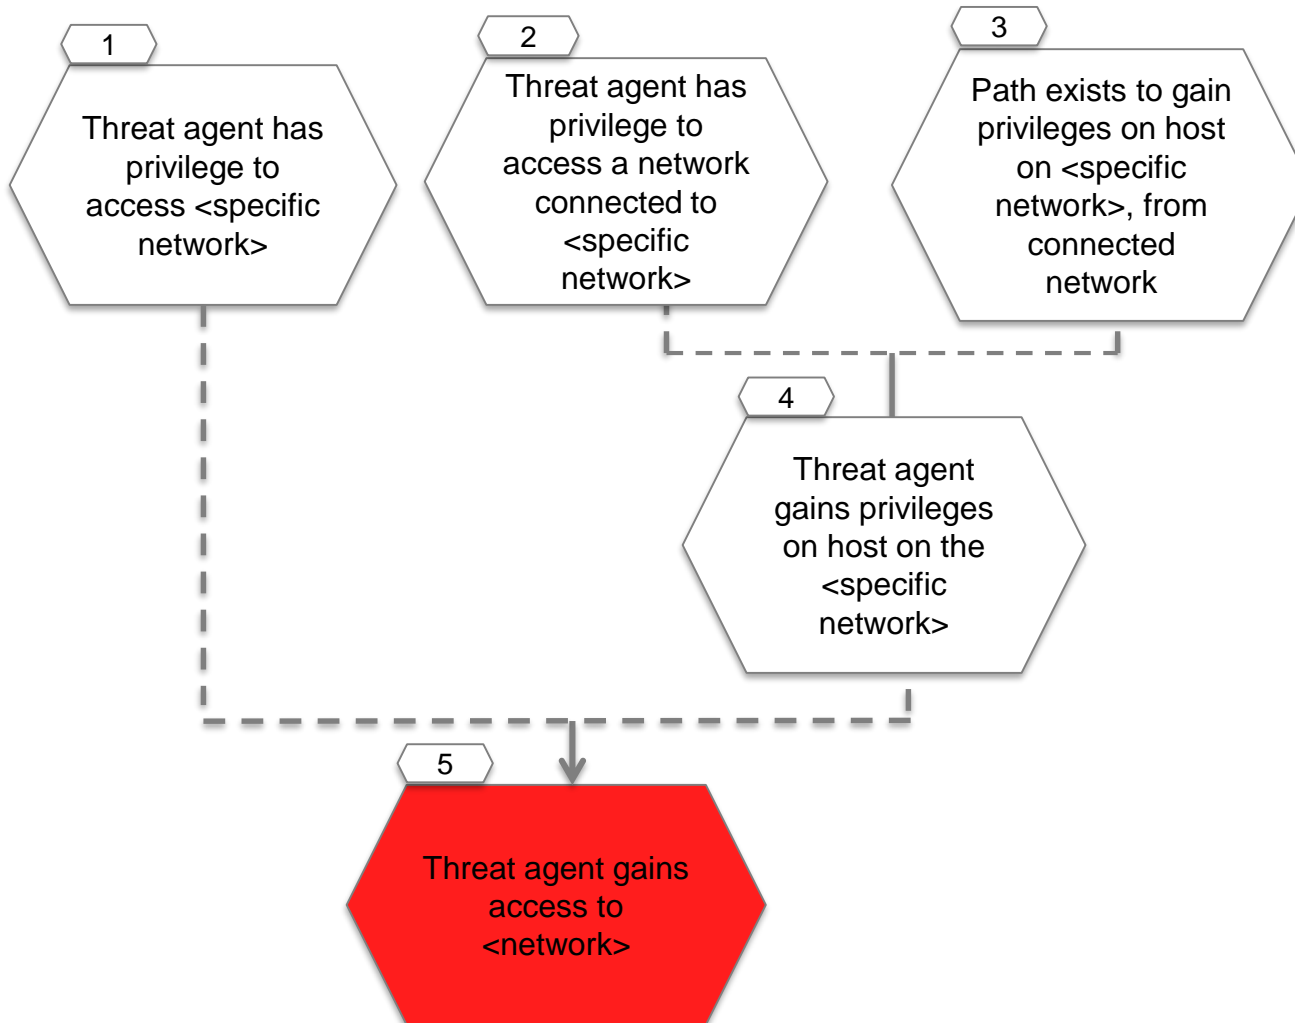 1
Threat agent has
privilege to
access <specific
network>
2
Threat agent has
privilege to
access a network
connected to
<specific
network>
3
Path exists to gain
privileges on host
on <specific
network>, from
connected
network
4
Threat agent
gains privileges
on host on the
<specific
network>
5
Threat agent gains
access to
<network>